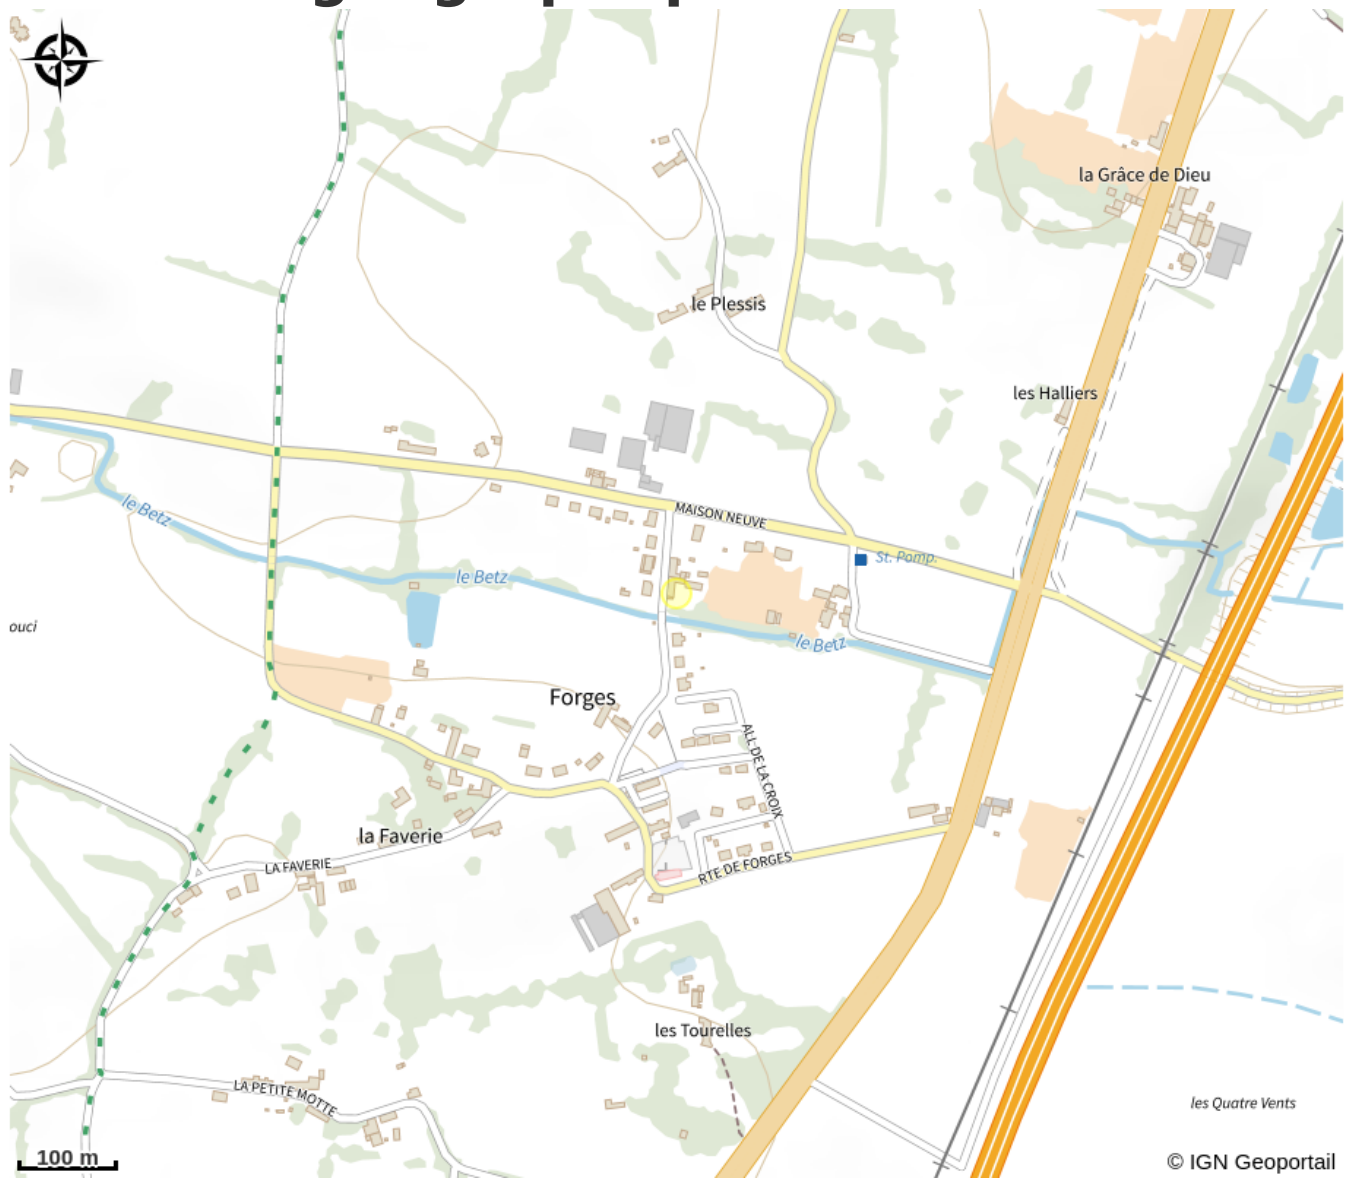 la Grâce de Dieu
le Plessis
les Halliers
le Betz
MAISON NEUVE
St. Pomp.
le Betz
ouci
le Betz
Forges
ALL DE LA CROIX
la Faverie
LA FAVERIE
RTE DE FORGES
les Tourelles
LA PETITE MOTTE
les Quatre Vents
100 m
© IGN Geoportail